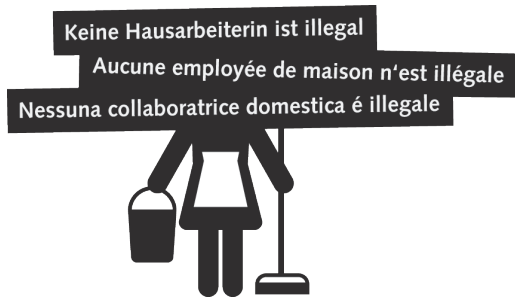 Keine Hausarbeiterin ist illegal
Aucune employée de maison n‘est illégale
Nessuna collaboratrice domestica é illegale